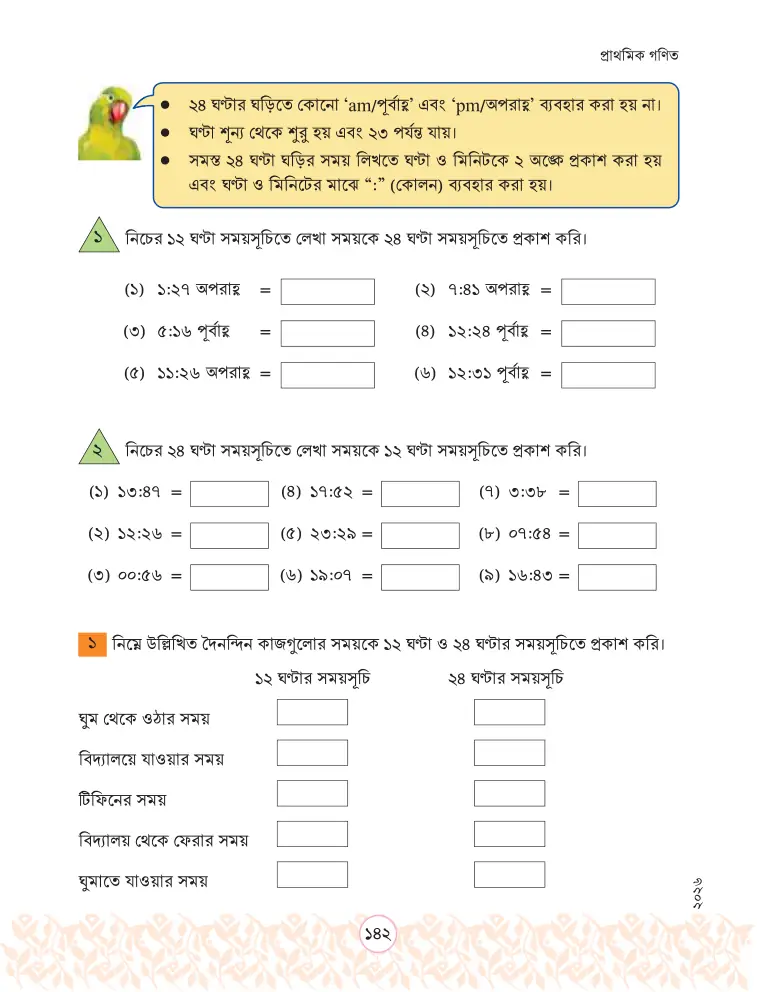 প্রাথমিক গণিত
● ২৪ ঘণ্টার ঘড়িতে কোনো ‘am/পূর্বাহ্ণ’ এবং ‘pm/অপরাহ্ণ’ ব্যবহার করা হয় না।
● ঘণ্টা শূন্য থেকে শুরু হয় এবং ২৩ পর্যন্ত যায়।
● সমস্ত ২৪ ঘণ্টা ঘড়ির সময় লিখতে ঘণ্টা ও মিনিটকে ২ অঙ্কে প্রকাশ করা হয়
এবং ঘণ্টা ও মিনিটের মাঝে “:” (কোলন) ব্যবহার করা হয়।
১ নিচের ১২ ঘণ্টা সময়সূচিতে লেখা সময়কে ২৪ ঘণ্টা সময়সূচিতে প্রকাশ করি।
(১) ১:২৭ অপরাহ্ণ = (২) ৭:৪১ অপরাহ্ণ =
(৩) ৫:১৬ পূর্বাহ্ণ = (৪) ১২:২৪ পূর্বাহ্ণ =
(৫) ১১:২৬ অপরাহ্ণ = (৬) ১২:৩১ পূর্বাহ্ণ =
২ নিচের ২৪ ঘণ্টা সময়সূচিতে লেখা সময়কে ১২ ঘণ্টা সময়সূচিতে প্রকাশ করি।
(১) ১৩:৪৭ = (৪) ১৭:৫২ = (৭) ৩:৩৮ =
(২) ১২:২৬ = (৫) ২৩:২৯ = (৮) ০৭:৫৪ =
(৩) ০০:৫৬ = (৬) ১৯:০৭ = (৯) ১৬:৪৩ =
১ নিম্নে উল্লিখিত দৈনন্দিন কাজগুলোর সময়কে ১২ ঘণ্টা ও ২৪ ঘণ্টার সময়সূচিতে প্রকাশ করি।
১২ ঘণ্টার সময়সূচি ২৪ ঘণ্টার সময়সূচি
ঘুম থেকে ওঠার সময়
বিদ্যালয়ে যাওয়ার সময়
টিফিনের সময়
বিদ্যালয় থেকে ফেরার সময়
ঘুমাতে যাওয়ার সময়
২০২৬
১৪২